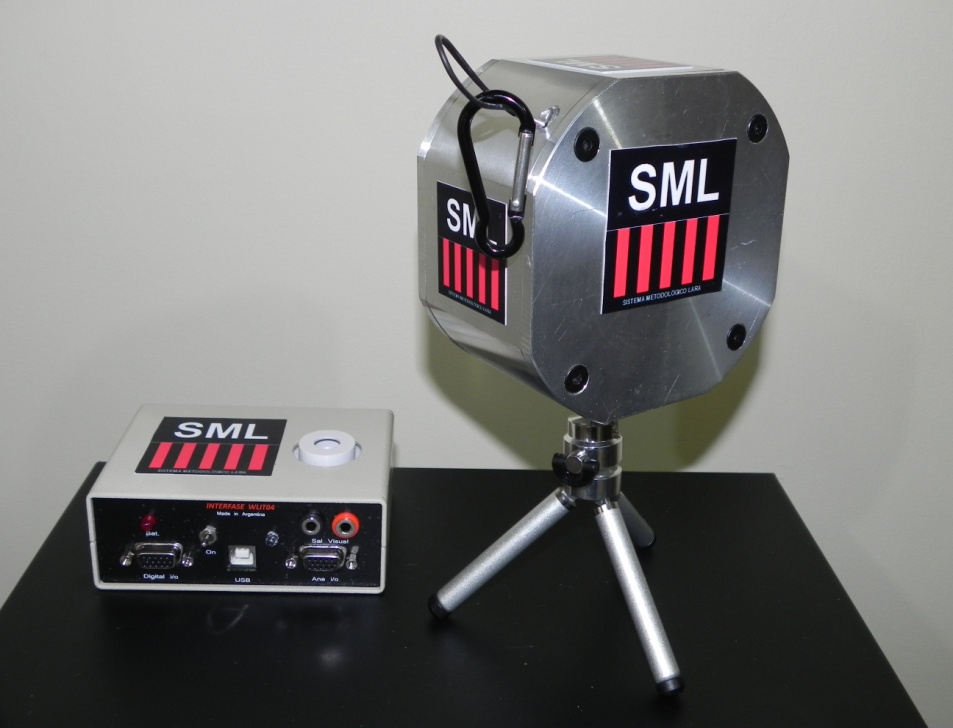 SML
SISTEMA METODOLOGICO LARA
SML
SISTEMA METODOLOGICO LARA
INTERFASE WLIT04
Made in Argentina
Bat.
On
Sal Visual
Digital i/o
USB
Ana i/o.